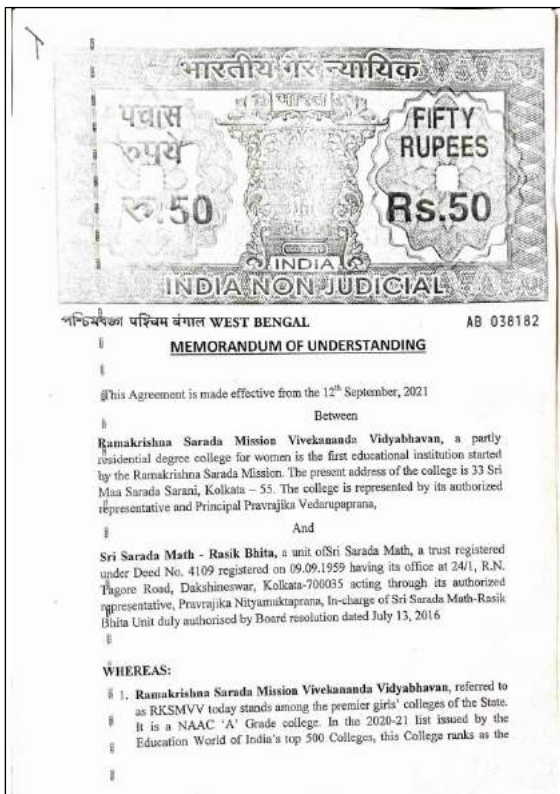 भारतीय गैर न्यायिक
भारत
पचास
रुपये
रु.50
FIFTY
RUPEES
Rs.50
INDIA
INDIA NON JUDICIAL
पश्चिम बंगाल WEST BENGAL
AB 038182
MEMORANDUM OF UNDERSTANDING
This Agreement is made effective from the 12th September, 2021
Between
Ramakrishna Sarada Mission Vivekananda Vidyabhavan, a partly
residential degree college for women is the first educational institution started
by the Ramakrishna Sarada Mission. The present address of the college is 33 Sri
Maa Sarada Sarani, Kolkata – 55. The college is represented by its authorized
representative and Principal Pravrajika Vedarupaprana,
And
Sri Sarada Math - Rasik Bhita, a unit ofSri Sarada Math, a trust registered
under Deed No. 4109 registered on 09.09.1959 having its office at 24/1, R.N.
Tagore Road, Dakshineswar, Kolkata-700035 acting through its authorized
representative, Pravrajika Nityamuktaprana, In-charge of Sri Sarada Math-Rasik
Bhita Unit duly authorised by Board resolution dated July 13, 2016
WHEREAS:
1. Ramakrishna Sarada Mission Vivekananda Vidyabhavan, referred to
as RKSMVV today stands among the premier girls' colleges of the State.
It is a NAAC 'A' Grade college. In the 2020-21 list issued by the
Education World of India's top 500 Colleges, this College ranks as the